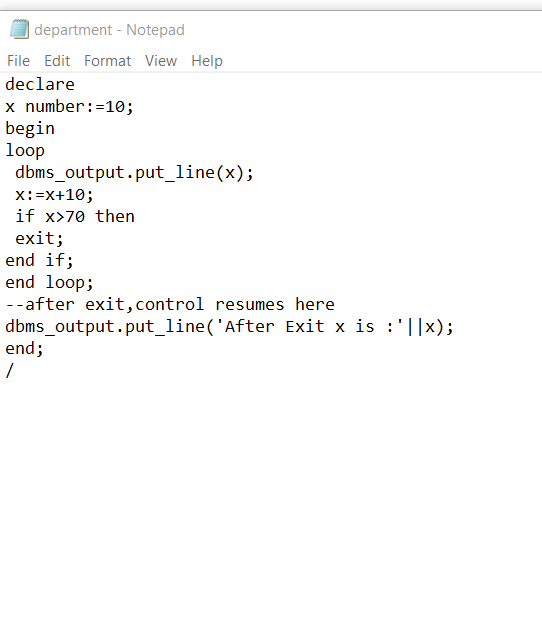 department - Notepad
File Edit Format View Help
declare
x number:=10;
begin
loop
 dbms_output.put_line(x);
 x:=x+10;
 if x>70 then
 exit;
end if;
end loop;
--after exit,control resumes here
dbms_output.put_line('After Exit x is :'||x);
end;
/